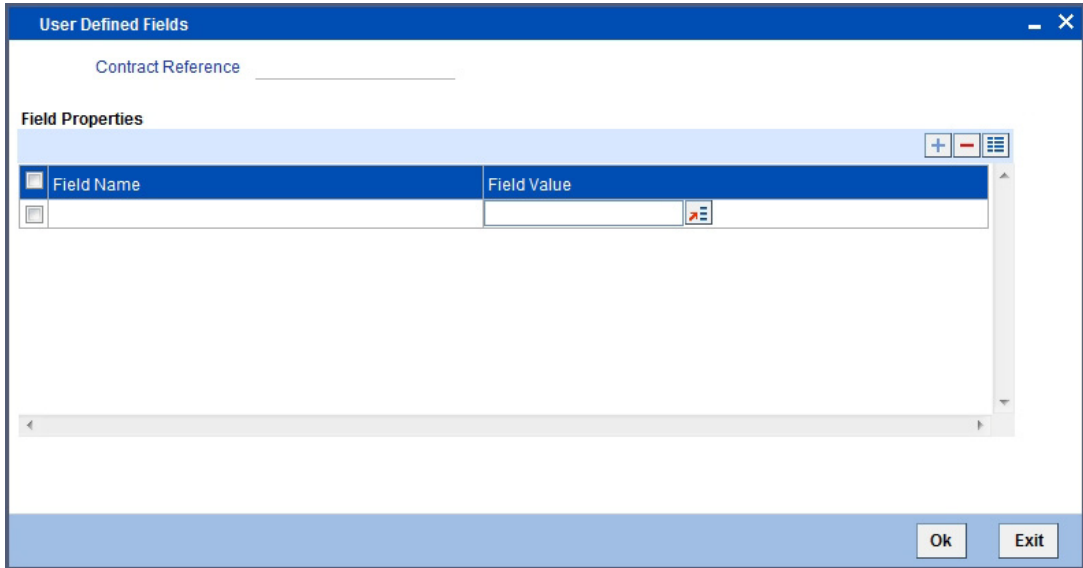 User Defined Fields
Contract Reference
Field Properties
Field Name Field Value
Ok Exit